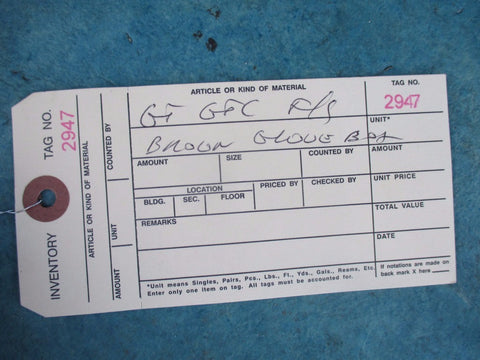 INVENTORY
TAG NO.
2947
ARTICLE OR KIND OF MATERIAL
COUNTED BY
AMOUNT
UNIT
ARTICLE OR KIND OF MATERIAL
TAG NO.
2947
GT GFC F/S
UNIT*
BROWN GLOVE BOX
AMOUNT
SIZE
COUNTED BY
AMOUNT
LOCATION
BLDG.
SEC.
FLOOR
PRICED BY
CHECKED BY
UNIT PRICE
REMARKS
TOTAL VALUE
DATE
*Unit means Singles, Pairs, Pcs., Lbs., Ft., Yds., Gals., Reams, Etc.
Enter only one item on tag. All tags must be accounted for.
If notations are made on
back mark X here